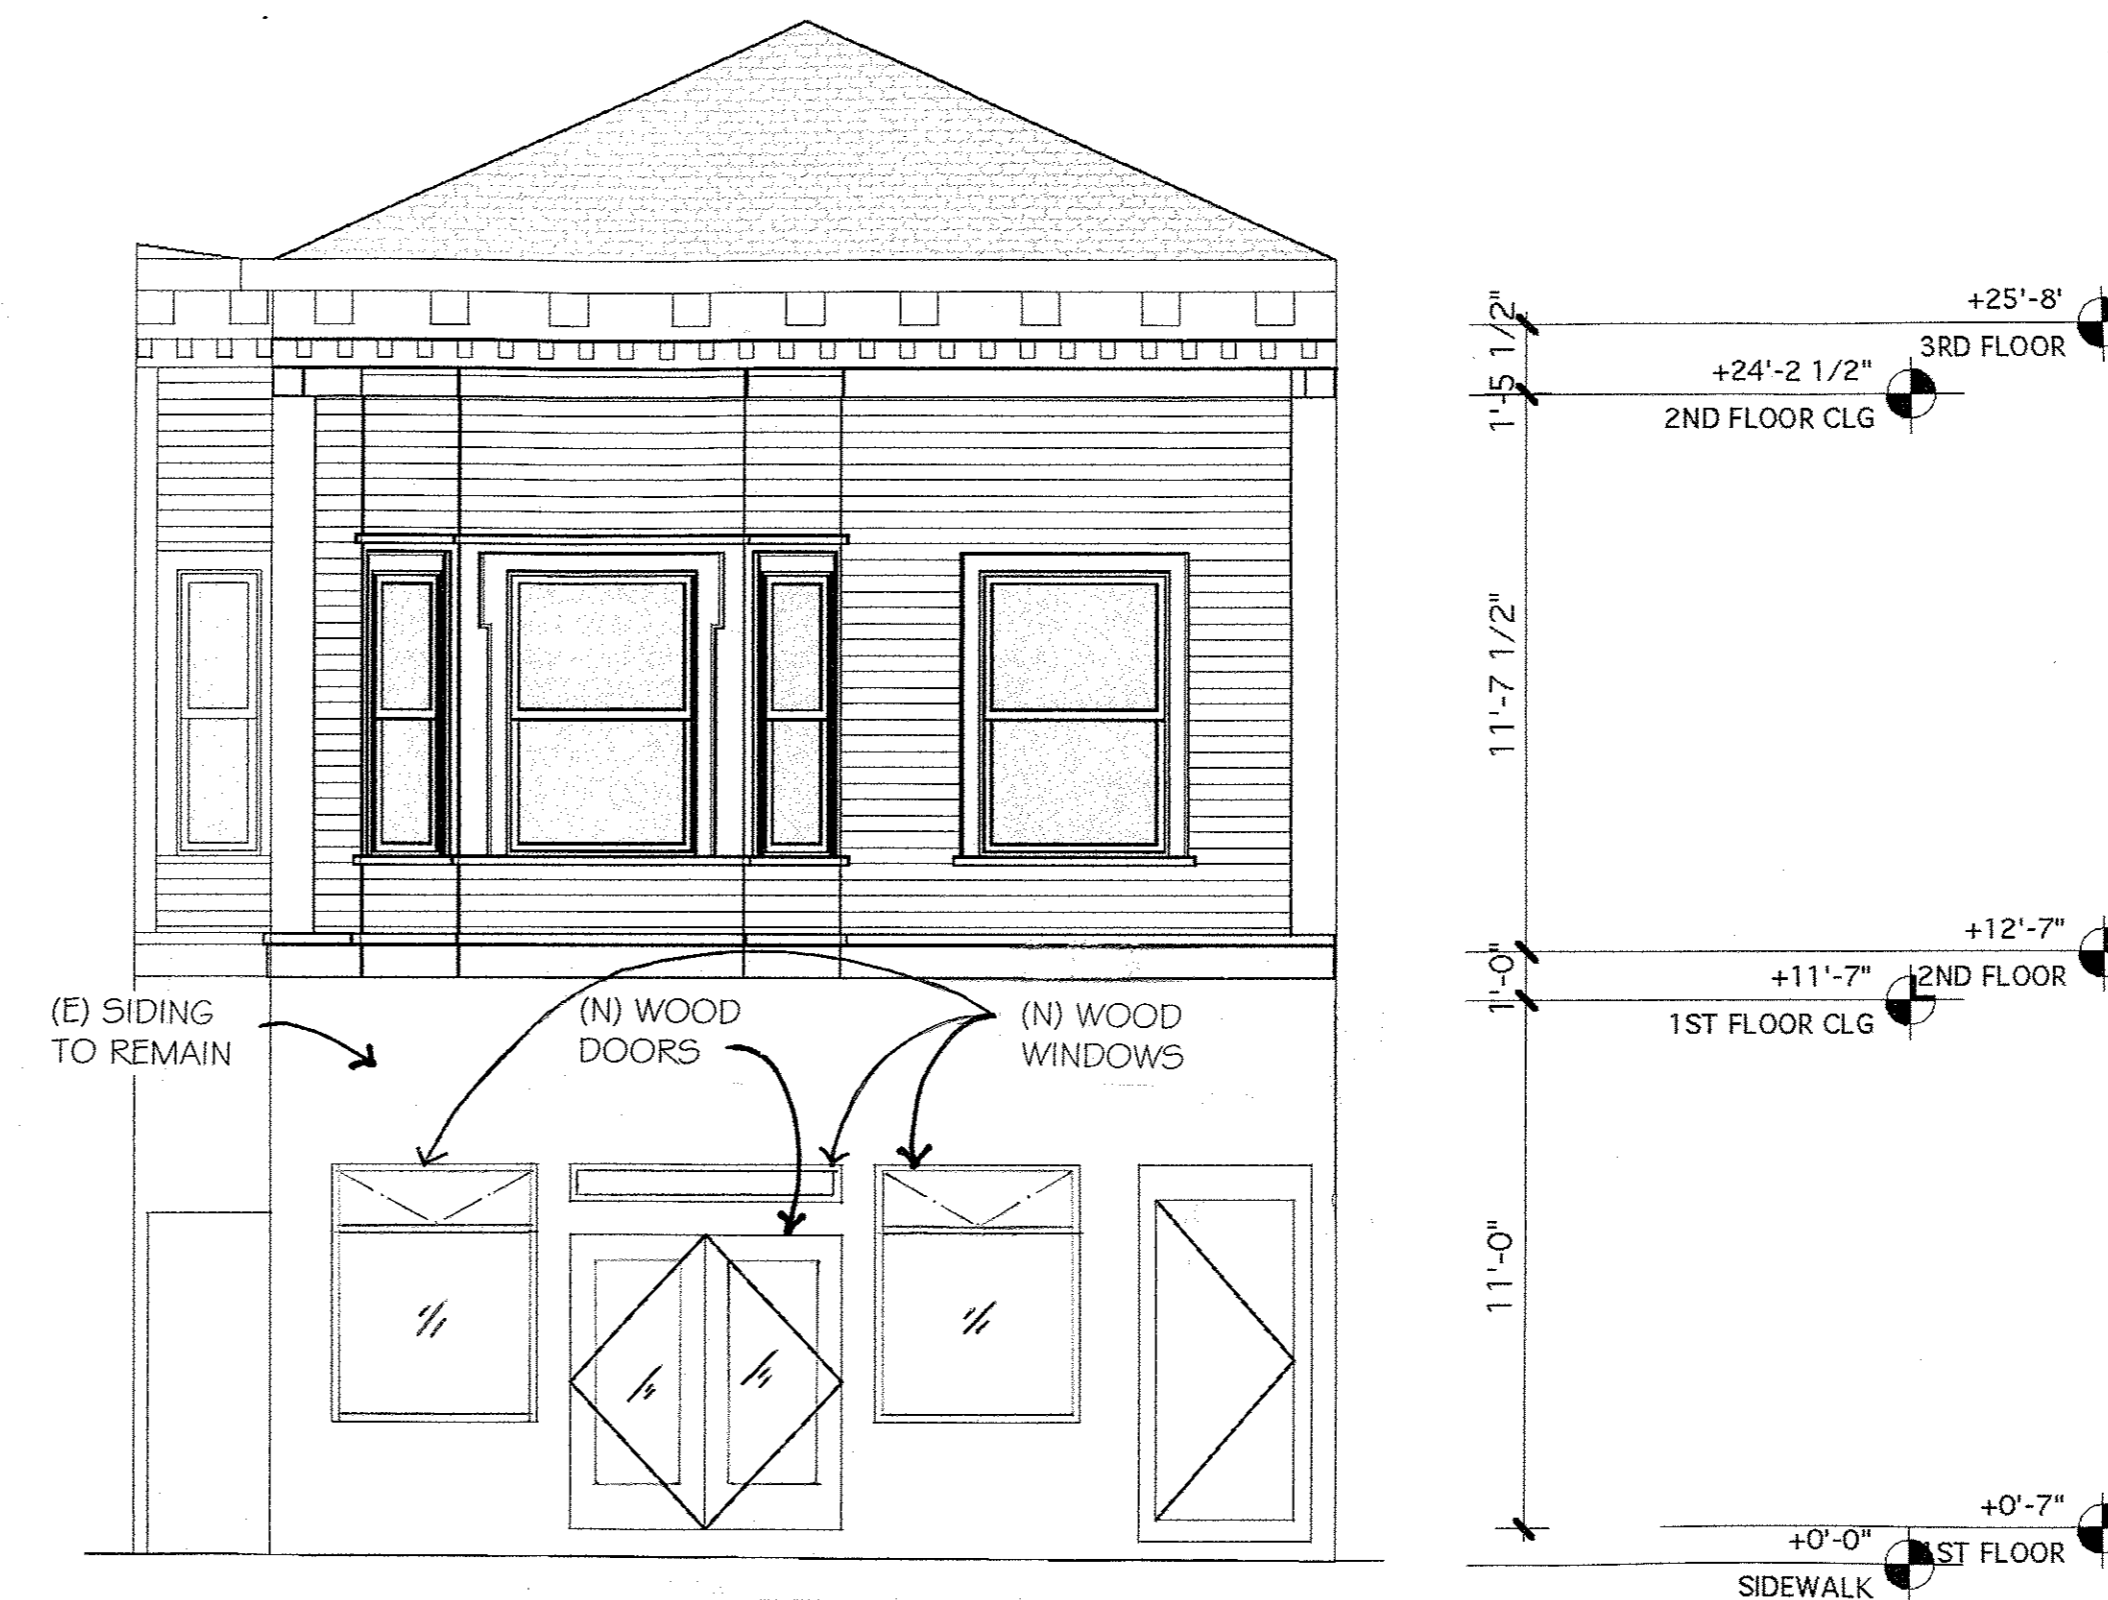 +25'-8'
3RD FLOOR
1'-5 1/2"
+24'-2 1/2"
2ND FLOOR CLG
11'-7 1/2"
+12'-7"
2ND FLOOR
1'-0"
+11'-7"
1ST FLOOR CLG
(E) SIDING
TO REMAIN
(N) WOOD
DOORS
(N) WOOD
WINDOWS
11'-0"
+0'-7"
1ST FLOOR
+0'-0"
SIDEWALK